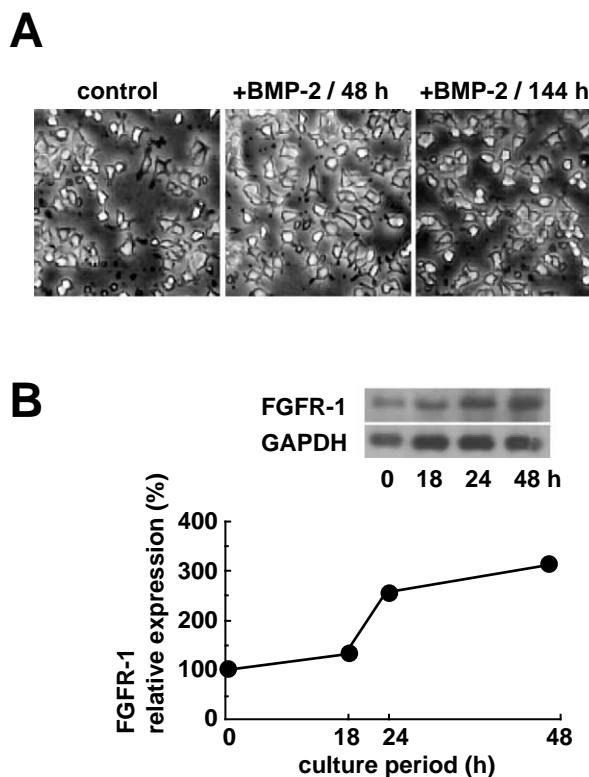 A
control +BMP-2 / 48 h +BMP-2 / 144 h
B
FGFR-1
GAPDH
0 18 24 48 h
FGFR-1
relative expression (%)
400
300
200
100
0
0 18 24 48
culture period (h)